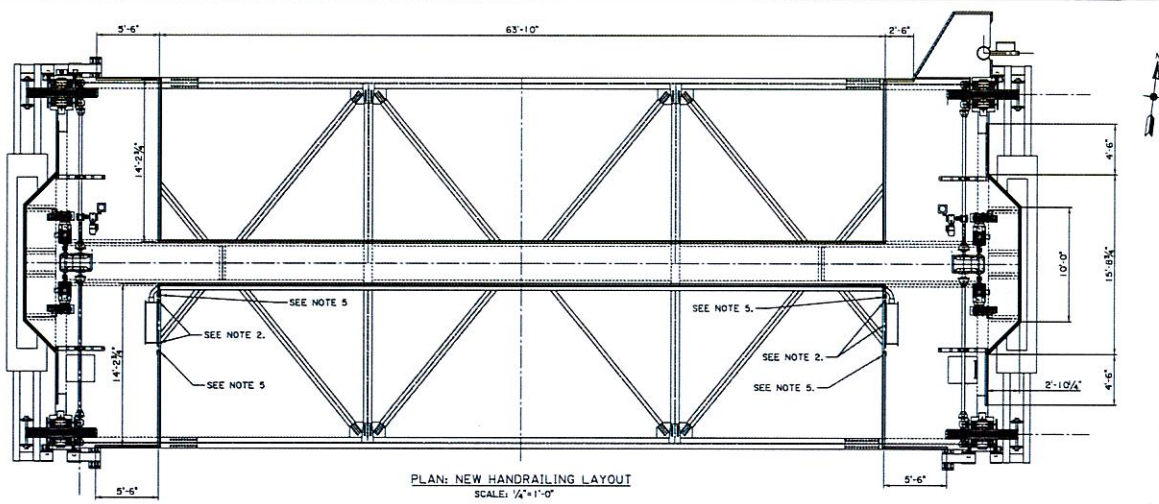 5'-6"
63'-10"
2'-6"
N
14'-2¾"
4'-6"
10'-0"
15'-8¾"
SEE NOTE 5
SEE NOTE 5.
SEE NOTE 2.
SEE NOTE 2.
14'-2¾"
SEE NOTE 5
SEE NOTE 5.
2'-10¼"
4'-6"
5'-6"
5'-6"
PLAN: NEW HANDRAILING LAYOUT
SCALE: ¼"=1'-0"